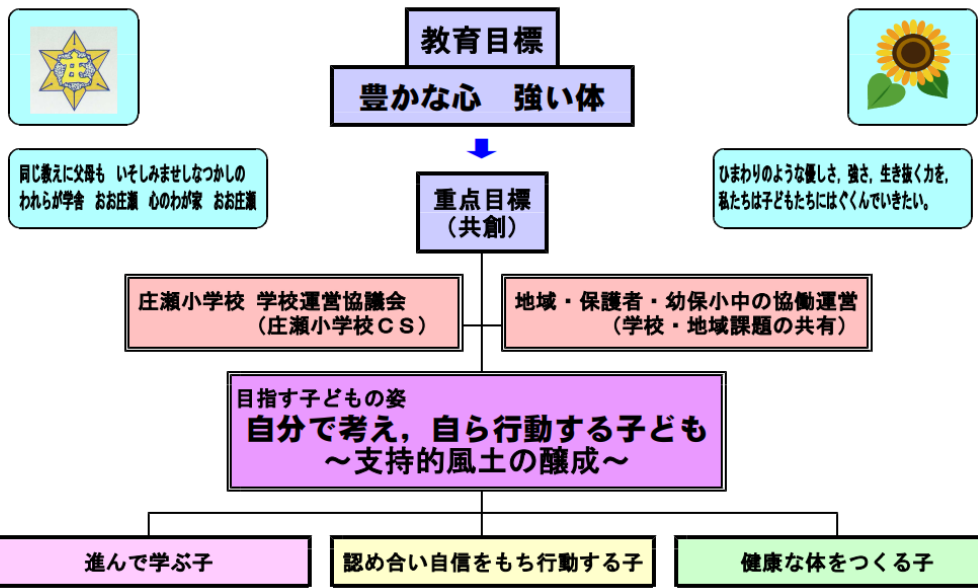 教育目標
豊かな心　強い体
庄
同じ教えに父母も　いそしみませしなつかしの
われらが学舎　おお庄瀬　心のわが家　おお庄瀬
ひまわりのような優しさ，強さ，生き抜く力を，
私たちは子どもたちにはぐくんでいきたい。
重点目標
（共創）
庄瀬小学校 学校運営協議会
（庄瀬小学校ＣＳ）
地域・保護者・幼保小中の協働運営
（学校・地域課題の共有）
目指す子どもの姿
自分で考え，自ら行動する子ども
～支持的風土の醸成～
進んで学ぶ子
認め合い自信をもち行動する子
健康な体をつくる子